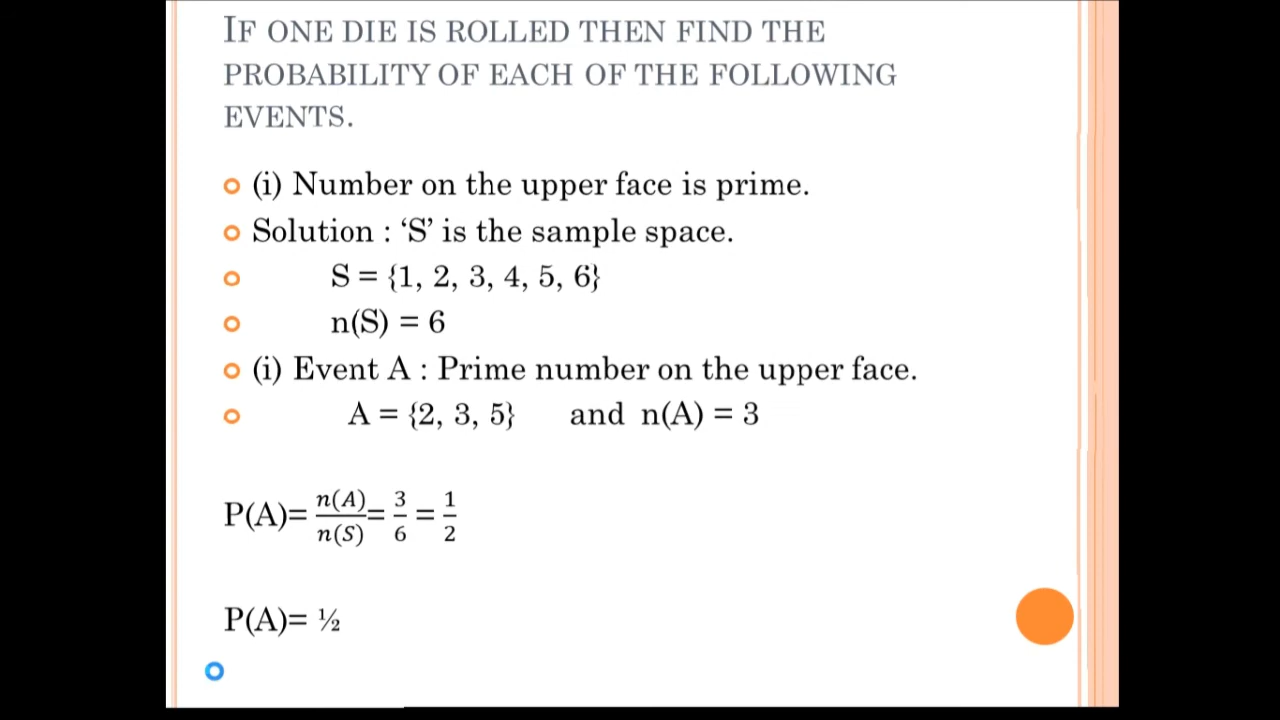 IF ONE DIE IS ROLLED THEN FIND THE
PROBABILITY OF EACH OF THE FOLLOWING
EVENTS.
(i) Number on the upper face is prime.
Solution : ‘S’ is the sample space.
S = {1, 2, 3, 4, 5, 6}
n(S) = 6
(i) Event A : Prime number on the upper face.
A = {2, 3, 5} and n(A) = 3
P(A)= n(A)/n(S) = 3/6 = 1/2
P(A)= ½